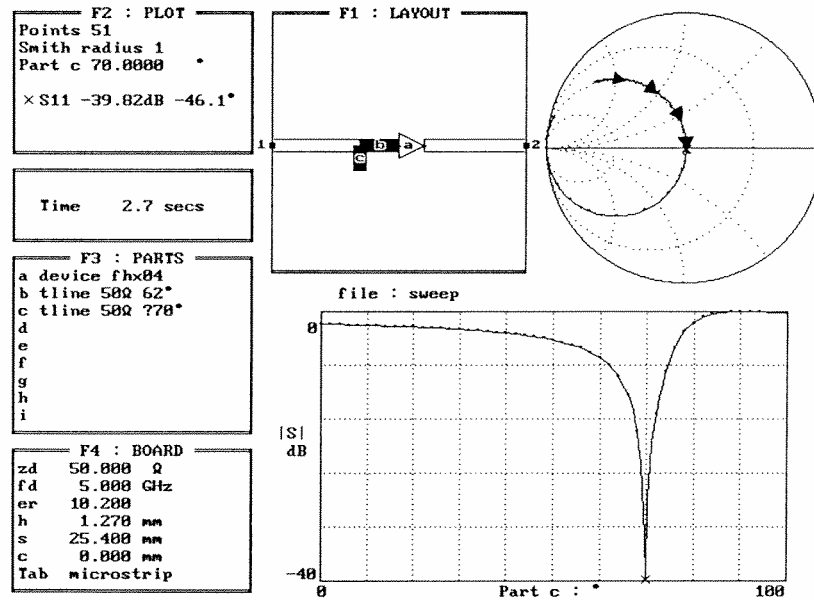 F2 : PLOT
Points 51
Smith radius 1
Part c 70.0000 °
×S11 -39.82dB -46.1°
Time 2.7 secs
F3 : PARTS
a device fhx04
b tline 50Ω 62°
c tline 50Ω ?70°
d
e
f
g
h
i
F4 : BOARD
zd 50.000 Ω
fd 5.000 GHz
er 10.200
h 1.270 mm
s 25.400 mm
c 0.000 mm
Tab microstrip
F1 : LAYOUT
1
b
a
2
c
file : sweep
0
|S|
dB
-40
0
Part c : °
100